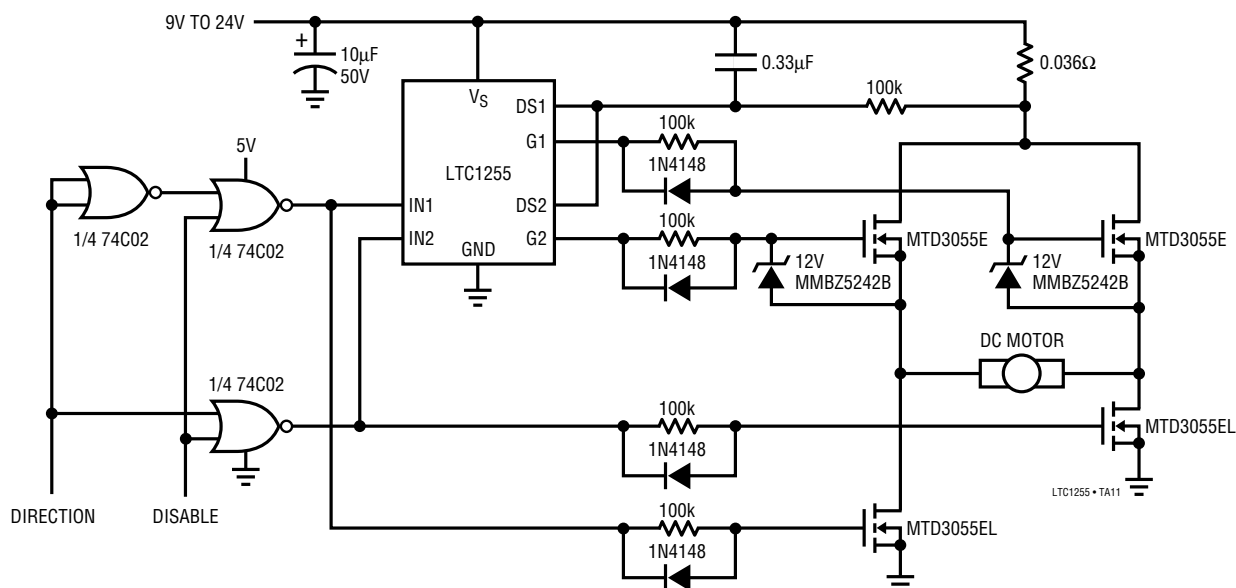 9V TO 24V
+
10µF
50V
0.33µF
0.036Ω
100k
VS
DS1
G1
LTC1255
DS2
G2
IN1
IN2
GND
100k
1N4148
100k
1N4148
5V
1/4 74C02
1/4 74C02
12V
MMBZ5242B
MTD3055E
12V
MMBZ5242B
MTD3055E
DC MOTOR
1/4 74C02
100k
1N4148
MTD3055EL
LTC1255 • TA11
DIRECTION
DISABLE
100k
1N4148
MTD3055EL